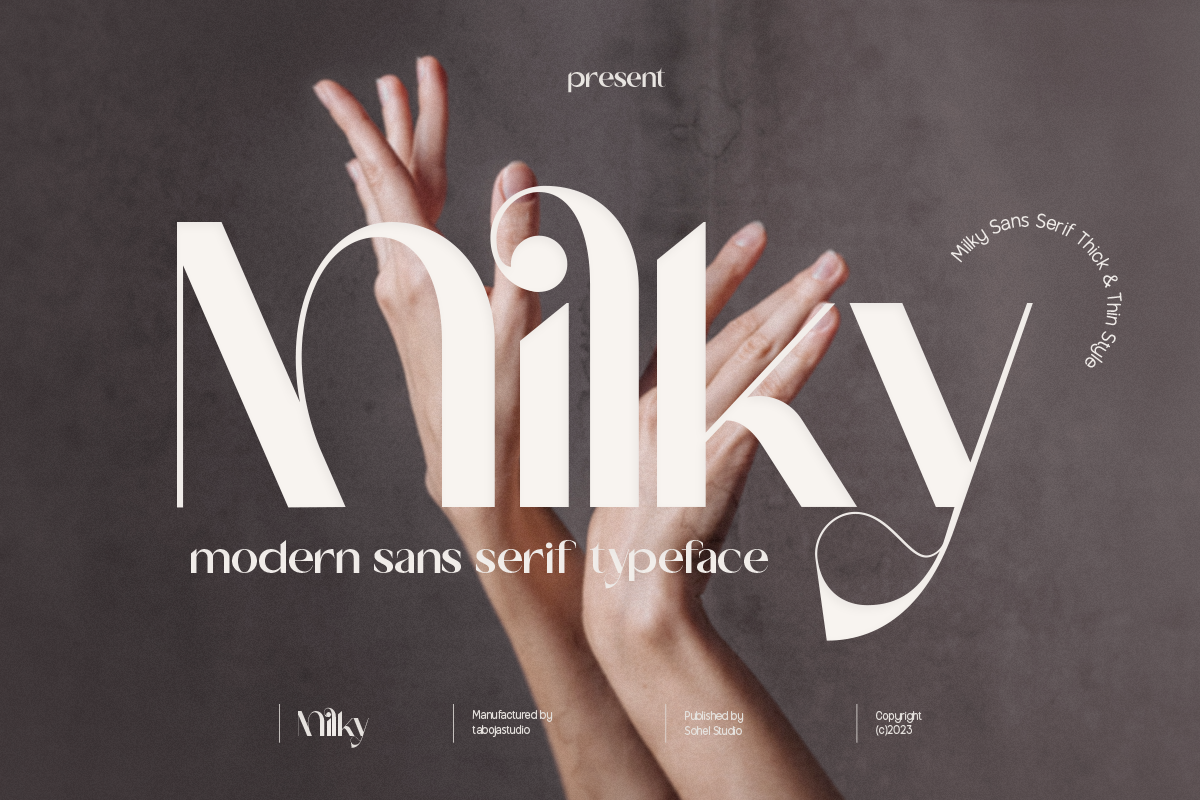 present
Milky
Milky Sans Serif Thick & Thin Style
modern sans serif typeface
Milky
Manufactured by
tabojastudio
Published by
Sohel Studio
Copyright
(c)2023